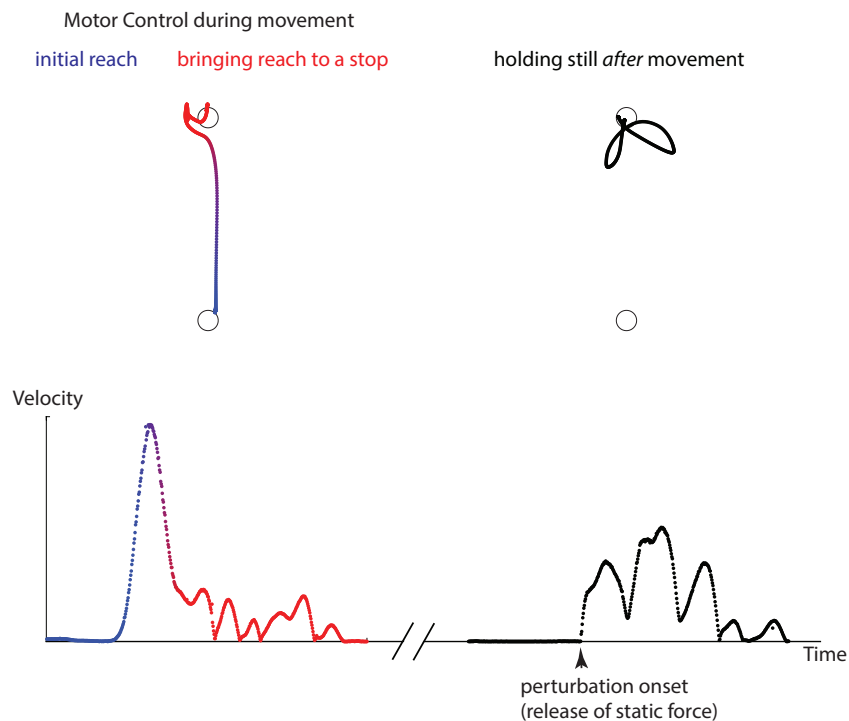 Motor Control during movement
initial reach
bringing reach to a stop
holding still after movement
Velocity
Time
perturbation onset
(release of static force)